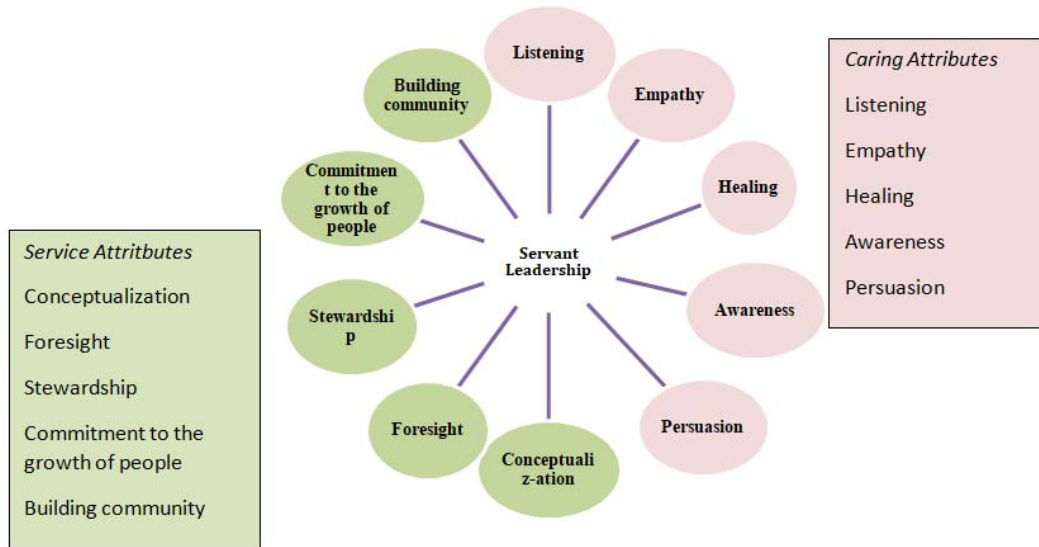 Listening
Empathy
Healing
Awareness
Persuasion
Conceptuali
z-ation
Foresight
Stewardshi
p
Commitmen
t to the
growth of
people
Building
community
Servant
Leadership
Service Attritbutes
Conceptualization
Foresight
Stewardship
Commitment to the
growth of people
Building community
Caring Attributes
Listening
Empathy
Healing
Awareness
Persuasion